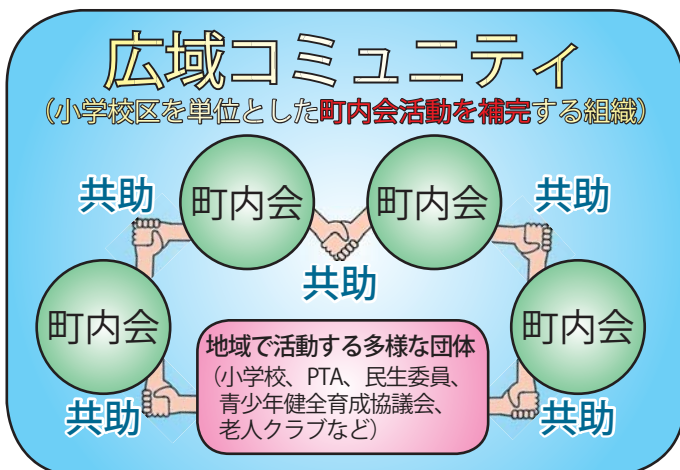 広域コミュニティ
（小学校区を単位とした町内会活動を補完する組織）
共助
町内会
町内会
共助
共助
町内会
町内会
地域で活動する多様な団体
（小学校、PTA、民生委員、
青少年健全育成協議会、
老人クラブなど）
共助
共助